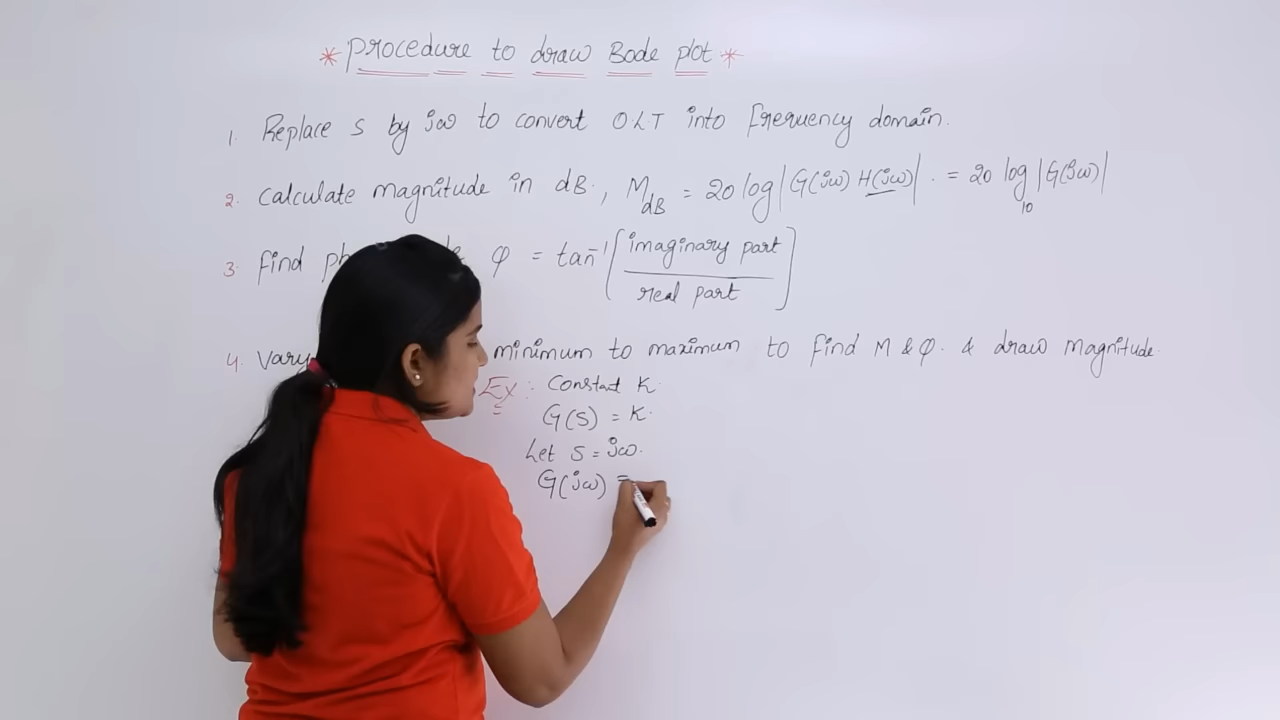 * Procedure to draw Bode plot *
1. Replace s by jω to convert O.L.T into frequency domain.
2. Calculate magnitude in dB., M_dB = 20 log |G(jω) H(jω)| . = 20 log_10 |G(jω)|
3. find φ = tan⁻¹ [imaginary part / real part]
4. Vary minimum to maximum to find M & φ. & draw Magnitude.
Ex : Constant K.
G(S) = K.
Let S = jω.
G(jω) =